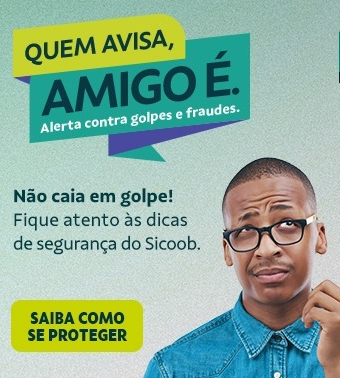 QUEM AVISA,
AMIGO É.
Alerta contra golpes e fraudes.
Não caia em golpe!
Fique atento às dicas
de segurança do Sicoob.
SAIBA COMO
SE PROTEGER